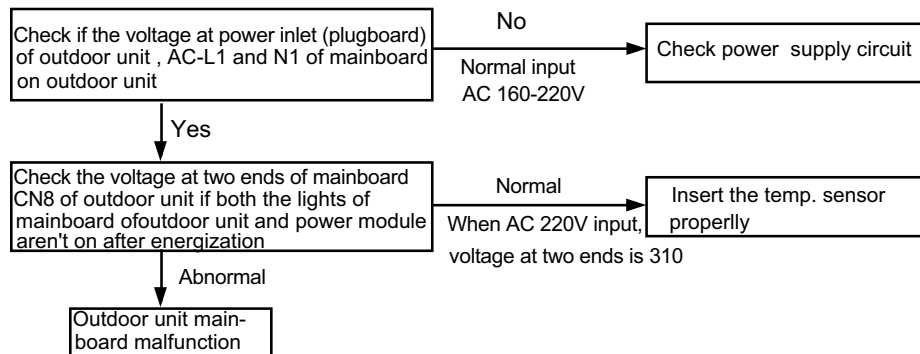 Check if the voltage at power inlet (plugboard)
of outdoor unit , AC-L1 and N1 of mainboard
on outdoor unit
No
Normal input
AC 160-220V
Check power supply circuit
Yes
Check the voltage at two ends of mainboard
CN8 of outdoor unit if both the lights of
mainboard ofoutdoor unit and power module
aren't on after energization
Normal
When AC 220V input,
voltage at two ends is 310
Insert the temp. sensor
properlly
Abnormal
Outdoor unit main-
board malfunction